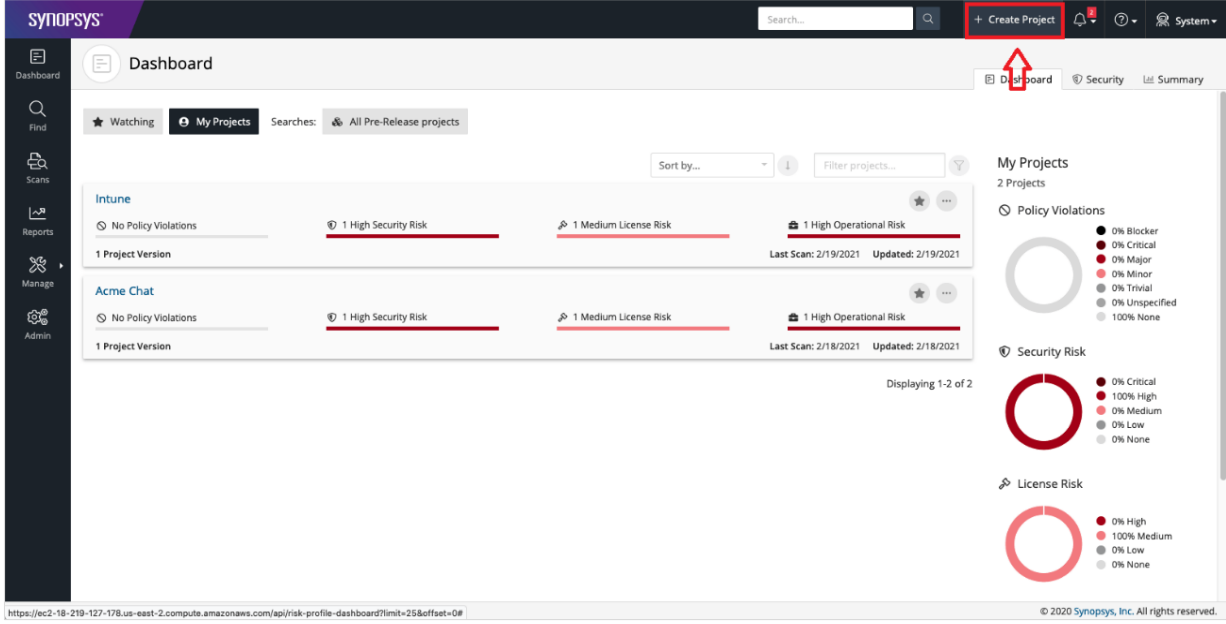 SYNOPSYS®
Search...
+ Create Project
2
System
Dashboard
Find
Scans
Reports
Manage
Admin
Dashboard
Dashboard
Security
Summary
Watching
My Projects
Searches:
All Pre-Release projects
Sort by...
Filter projects...
Intune
No Policy Violations
1 High Security Risk
1 Medium License Risk
1 High Operational Risk
1 Project Version
Last Scan: 2/19/2021 Updated: 2/19/2021
Acme Chat
No Policy Violations
1 High Security Risk
1 Medium License Risk
1 High Operational Risk
1 Project Version
Last Scan: 2/18/2021 Updated: 2/18/2021
Displaying 1-2 of 2
My Projects
2 Projects
Policy Violations
0% Blocker
0% Critical
0% Major
0% Minor
0% Trivial
0% Unspecified
100% None
Security Risk
0% Critical
100% High
0% Medium
0% Low
0% None
License Risk
0% High
100% Medium
0% Low
0% None
https://ec2-18-219-127-178.us-east-2.compute.amazonaws.com/api/risk-profile-dashboard?limit=25&offset=0#
© 2020 Synopsys, Inc. All rights reserved.